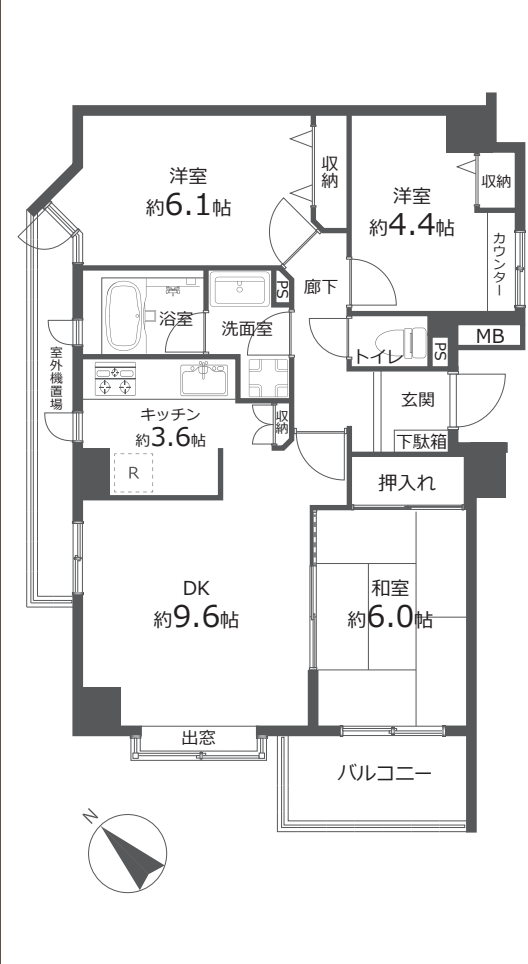 洋室
約6.1帖
収納
洋室
約4.4帖
収納
カウンター
廊下
PS
浴室
洗面室
トイレ
PS
MB
室外機置場
キッチン
約3.6帖
収納
玄関
下駄箱
R
押入れ
DK
約9.6帖
和室
約6.0帖
出窓
バルコニー
N